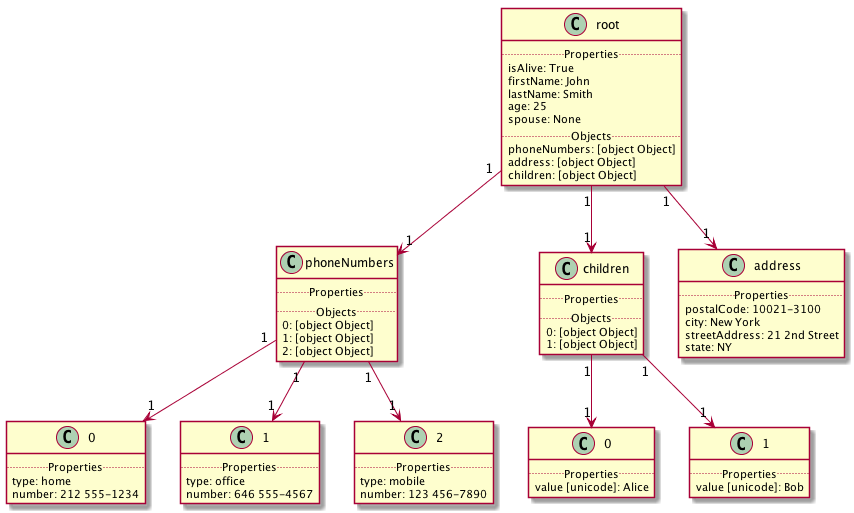 C root
Properties
isAlive: True
firstName: John
lastName: Smith
age: 25
spouse: None
Objects
phoneNumbers: [object Object]
address: [object Object]
children: [object Object]
1
1
1
1
1
1
C phoneNumbers
Properties
Objects
0: [object Object]
1: [object Object]
2: [object Object]
C children
Properties
Objects
0: [object Object]
1: [object Object]
C address
Properties
postalCode: 10021-3100
city: New York
streetAddress: 21 2nd Street
state: NY
1
1
1
1
1
1
1
1
1
1
C 0
Properties
type: home
number: 212 555-1234
C 1
Properties
type: office
number: 646 555-4567
C 2
Properties
type: mobile
number: 123 456-7890
C 0
Properties
value [unicode]: Alice
C 1
Properties
value [unicode]: Bob